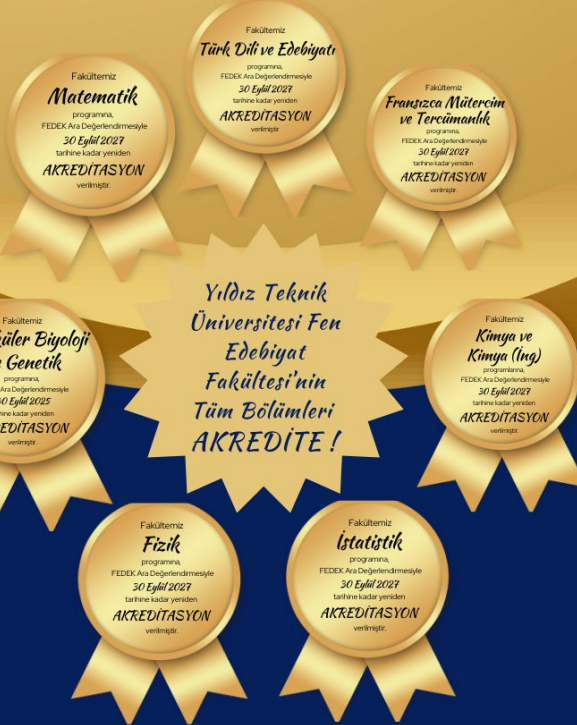 Fakültemiz
Türk Dili ve Edebiyatı
programına,
FEDEK Ara Değerlendirmesiyle
30 Eylül 2027
tarihine kadar yeniden
AKREDİTASYON
verilmiştir.
Fakültemiz
Matematik
programına,
FEDEK Ara Değerlendirmesiyle
30 Eylül 2027
tarihine kadar yeniden
AKREDİTASYON
verilmiştir.
Fakültemiz
Fransızca Mütercim
ve Tercümanlık
programına,
FEDEK Ara Değerlendirmesiyle
30 Eylül 2027
tarihine kadar yeniden
AKREDİTASYON
verilmiştir.
Yıldız Teknik
Üniversitesi Fen
Edebiyat
Fakültesi'nin
Tüm Bölümleri
AKREDİTE !
Fakültemiz
Biyoloji
Genetik
programına,
Ara Değerlendirmesiyle
Eylül 2025
kadar yeniden
verilmiştir.
Fakültemiz
Kimya ve
Kimya (İng)
programlarına,
FEDEK Ara Değerlendirmesiyle
30 Eylül 2027
tarihine kadar yeniden
AKREDİTASYON
verilmiştir.
Fakültemiz
Fizik
programına,
FEDEK Ara Değerlendirmesiyle
30 Eylül 2027
tarihine kadar yeniden
AKREDİTASYON
verilmiştir.
Fakültemiz
İstatistik
programına,
FEDEK Ara Değerlendirmesiyle
30 Eylül 2027
tarihine kadar yeniden
AKREDİTASYON
verilmiştir.